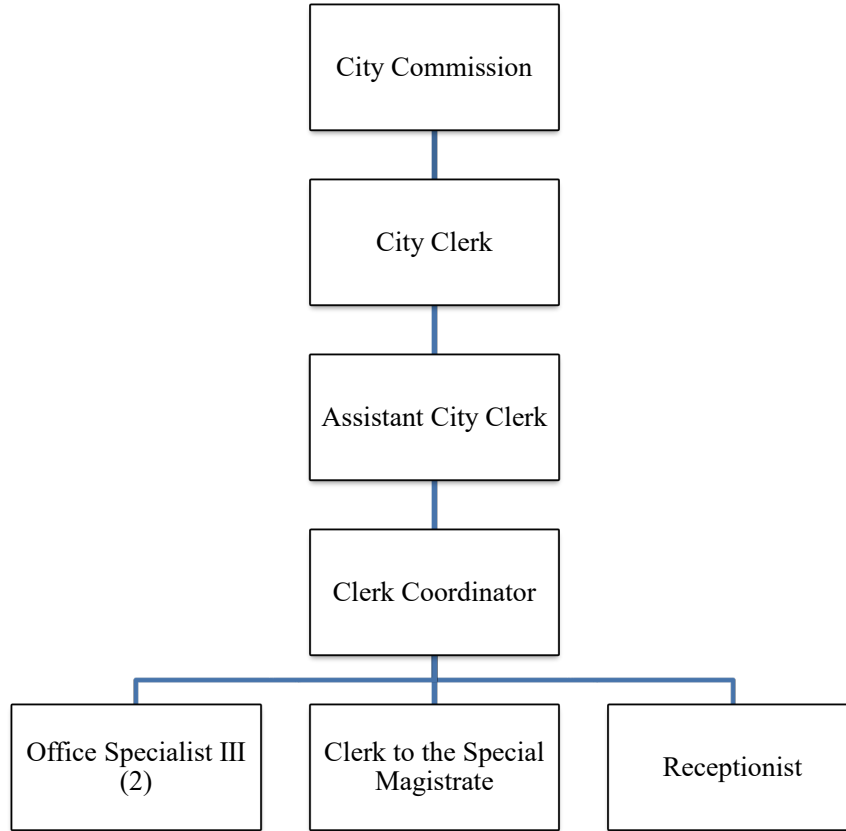 City Commission
City Clerk
Assistant City Clerk
Clerk Coordinator
Office Specialist III
(2)
Clerk to the Special
Magistrate
Receptionist